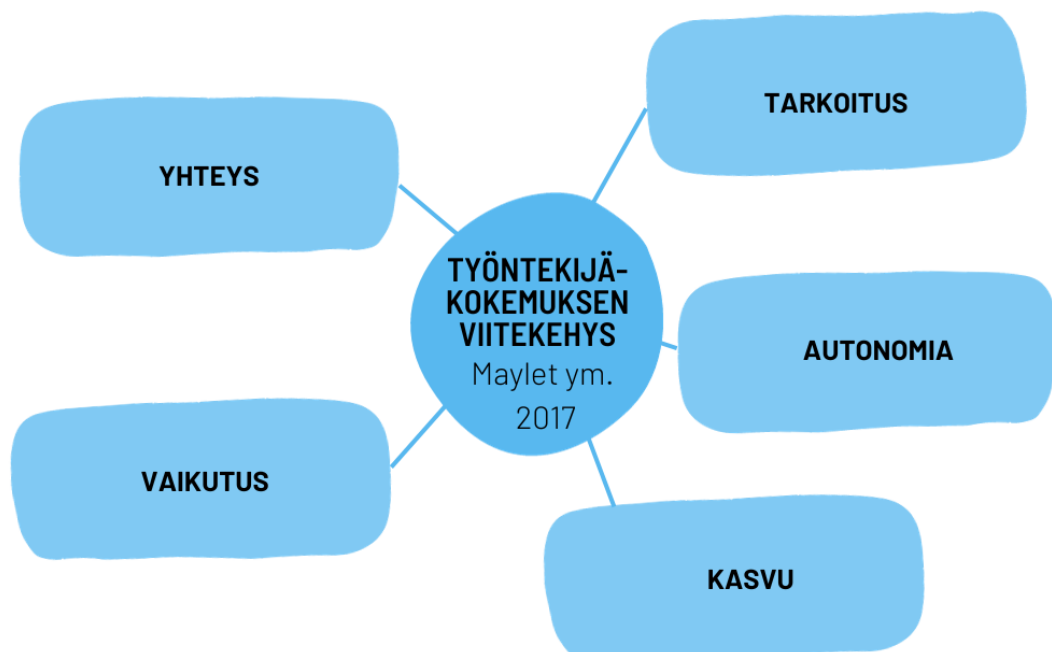 TARKOITUS
YHTEYS
TYÖNTEKIJÄ-
KOKEMUKSEN
VIITEKEHYS
Maylet ym.
2017
AUTONOMIA
VAIKUTUS
KASVU